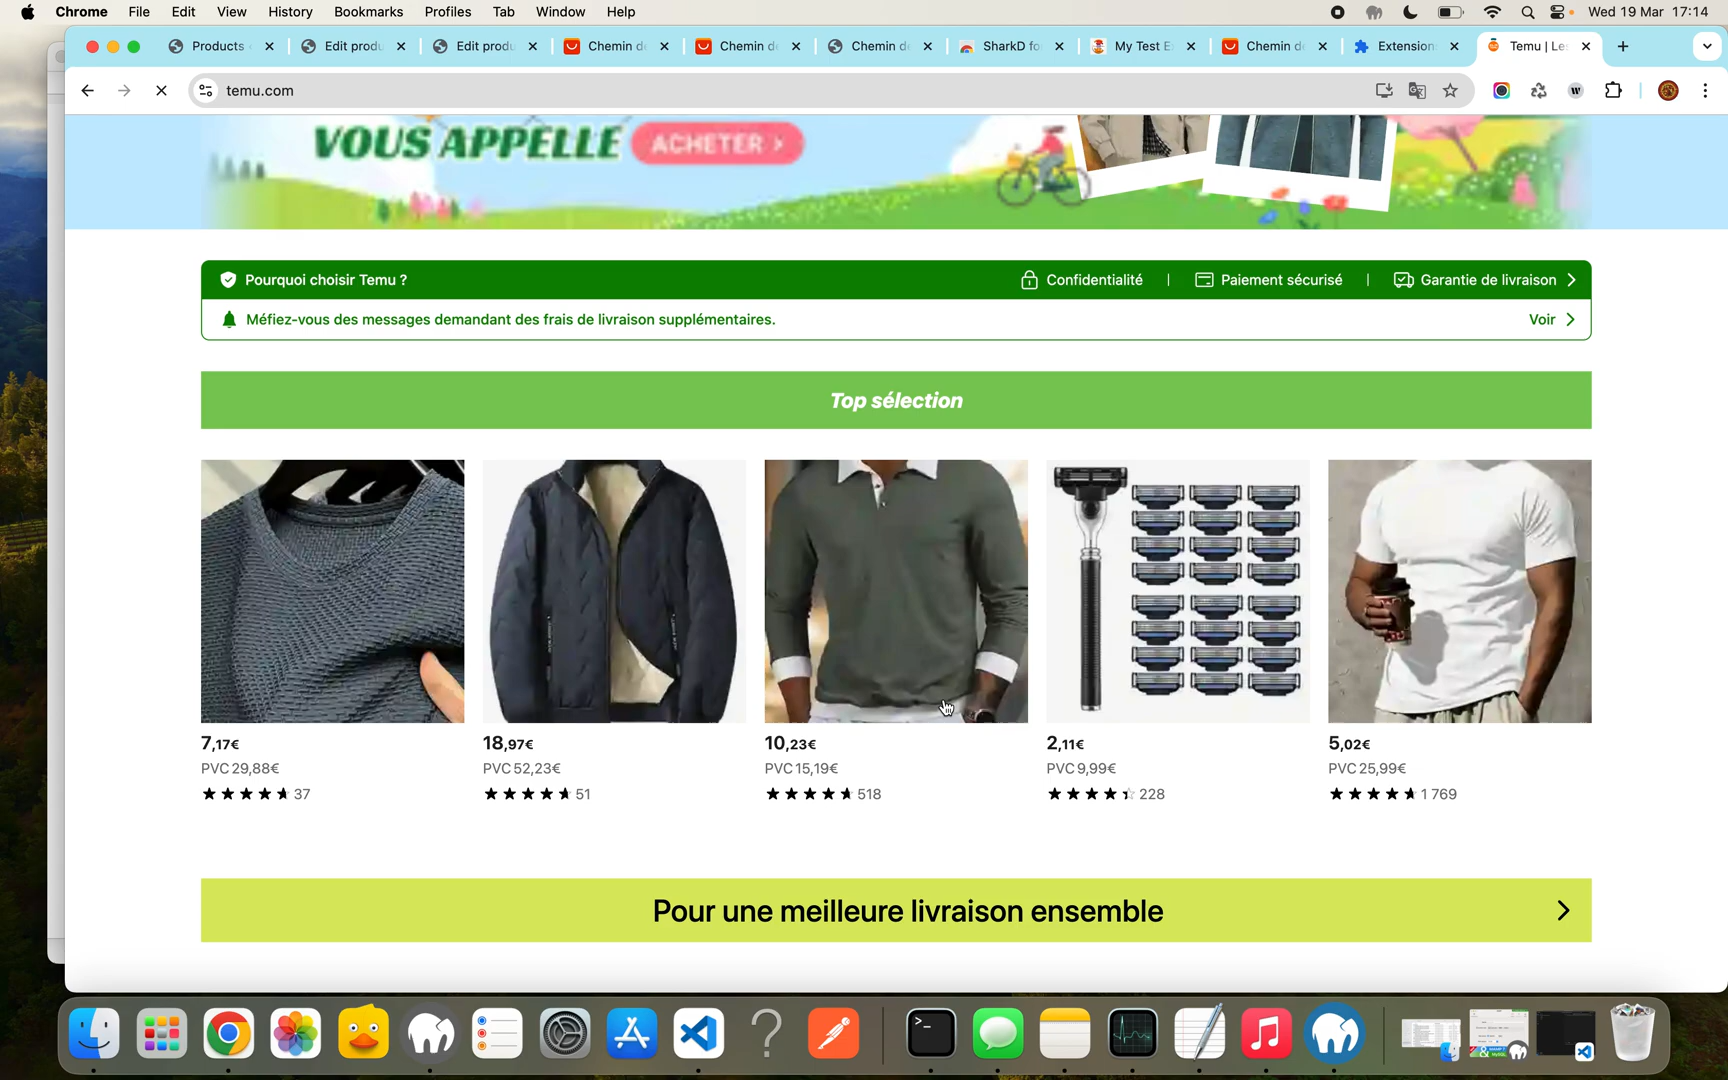 Chrome File Edit View History Bookmarks Profiles Tab Window Help Wed 19 Mar 17:14
Products Edit produ Edit produ Chemin de Chemin de Chemin de SharkD fo My Test E Chemin de Extension Temu | Le
temu.com
VOUS APPELLE ACHETER >
Pourquoi choisir Temu ? Confidentialité | Paiement sécurisé | Garantie de livraison
Méfiez-vous des messages demandant des frais de livraison supplémentaires. Voir
Top sélection
7,17€ 18,97€ 10,23€ 2,11€ 5,02€
PVC 29,88€ PVC 52,23€ PVC 15,19€ PVC 9,99€ PVC 25,99€
37 51 518 228 1 769
Pour une meilleure livraison ensemble